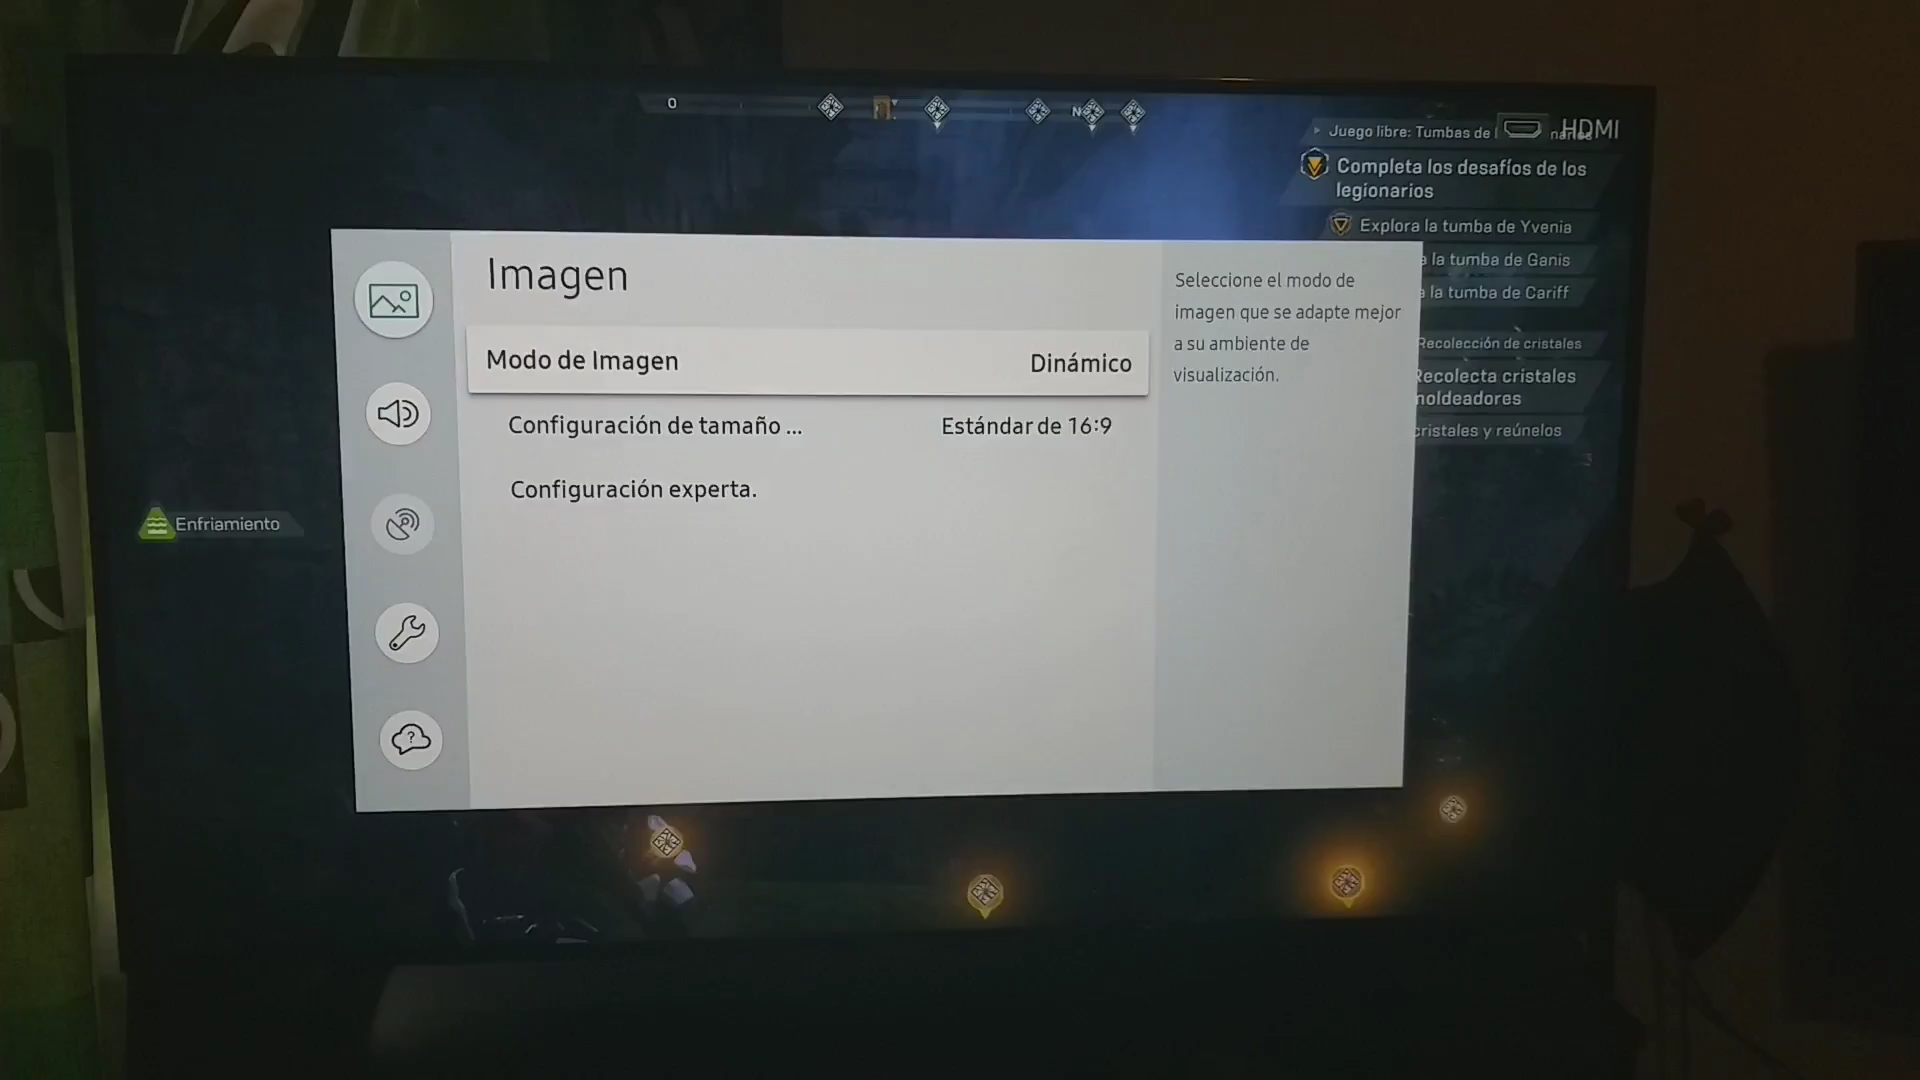 0
N
HDMI
Juego libre: Tumbas de
Completa los desafíos de los
legionarios
Explora la tumba de Yvenia
la tumba de Ganis
la tumba de Cariff
Recolección de cristales
Recolecta cristales
moldeadores
cristales y reúnelos
Imagen
Modo de Imagen Dinámico
Configuración de tamaño ... Estándar de 16:9
Configuración experta.
Seleccione el modo de
imagen que se adapte mejor
a su ambiente de
visualización.
?
Enfriamiento